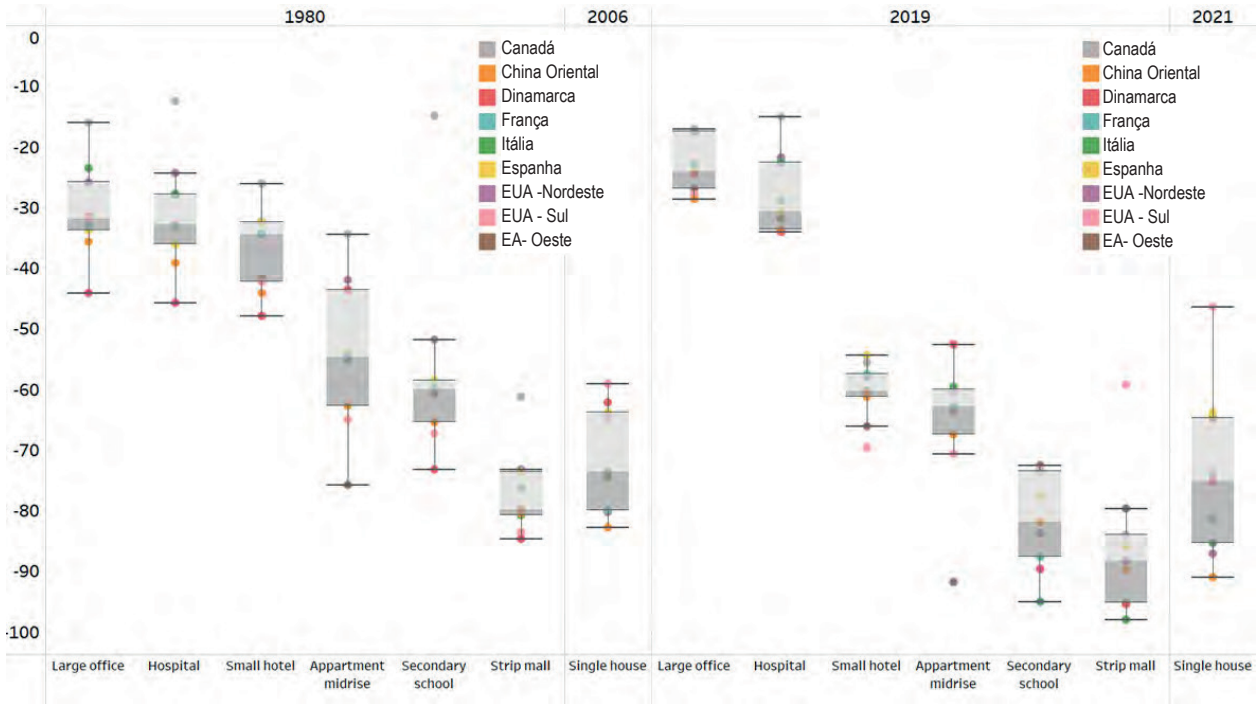 1980 2006 2019 2021
0
-10
-20
-30
-40
-50
-60
-70
-80
-90
-100
Canadá
China Oriental
Dinamarca
França
Itália
Espanha
EUA -Nordeste
EUA - Sul
EA- Oeste
Canadá
China Oriental
Dinamarca
França
Itália
Espanha
EUA -Nordeste
EUA - Sul
EA- Oeste
Large office
Hospital
Small hotel
Appartment
midrise
Secondary
school
Strip mall
Single house
Large office
Hospital
Small hotel
Appartment
midrise
Secondary
school
Strip mall
Single house